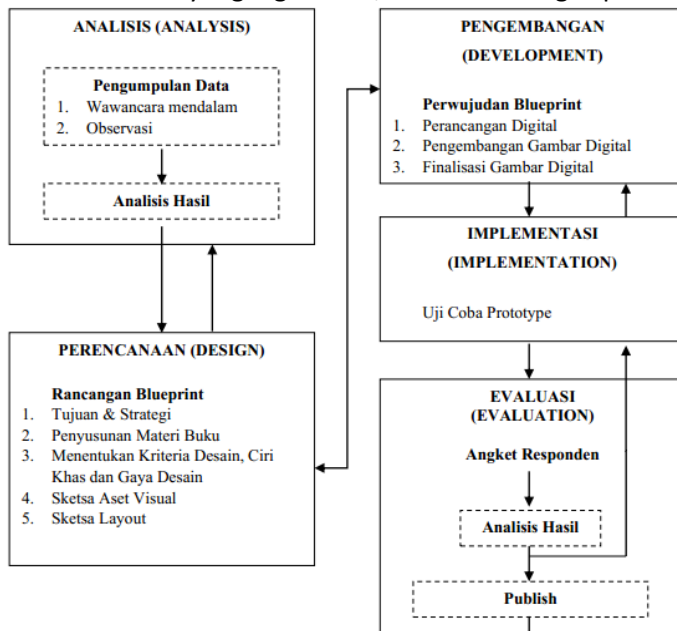 ANALISIS (ANALYSIS)
Pengumpulan Data
1. Wawancara mendalam
2. Observasi
Analisis Hasil
PERENCANAAN (DESIGN)
Rancangan Blueprint
1. Tujuan & Strategi
2. Penyusunan Materi Buku
3. Menentukan Kriteria Desain, Ciri
Khas dan Gaya Desain
4. Sketsa Aset Visual
5. Sketsa Layout
PENGEMBANGAN
(DEVELOPMENT)
Perwujudan Blueprint
1. Perancangan Digital
2. Pengembangan Gambar Digital
3. Finalisasi Gambar Digital
IMPLEMENTASI
(IMPLEMENTATION)
Uji Coba Prototype
EVALUASI
(EVALUATION)
Angket Responden
Analisis Hasil
Publish